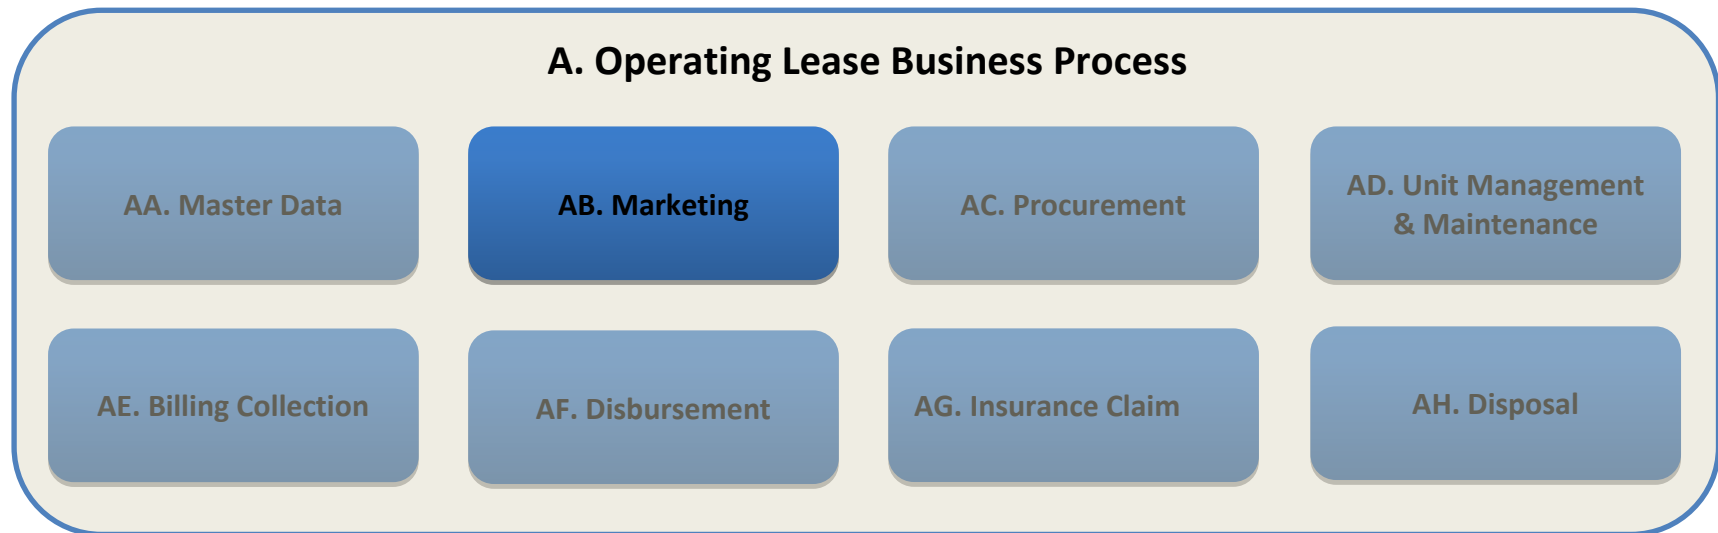 A. Operating Lease Business Process
AA. Master Data
AB. Marketing
AC. Procurement
AD. Unit Management
& Maintenance
AE. Billing Collection
AF. Disbursement
AG. Insurance Claim
AH. Disposal